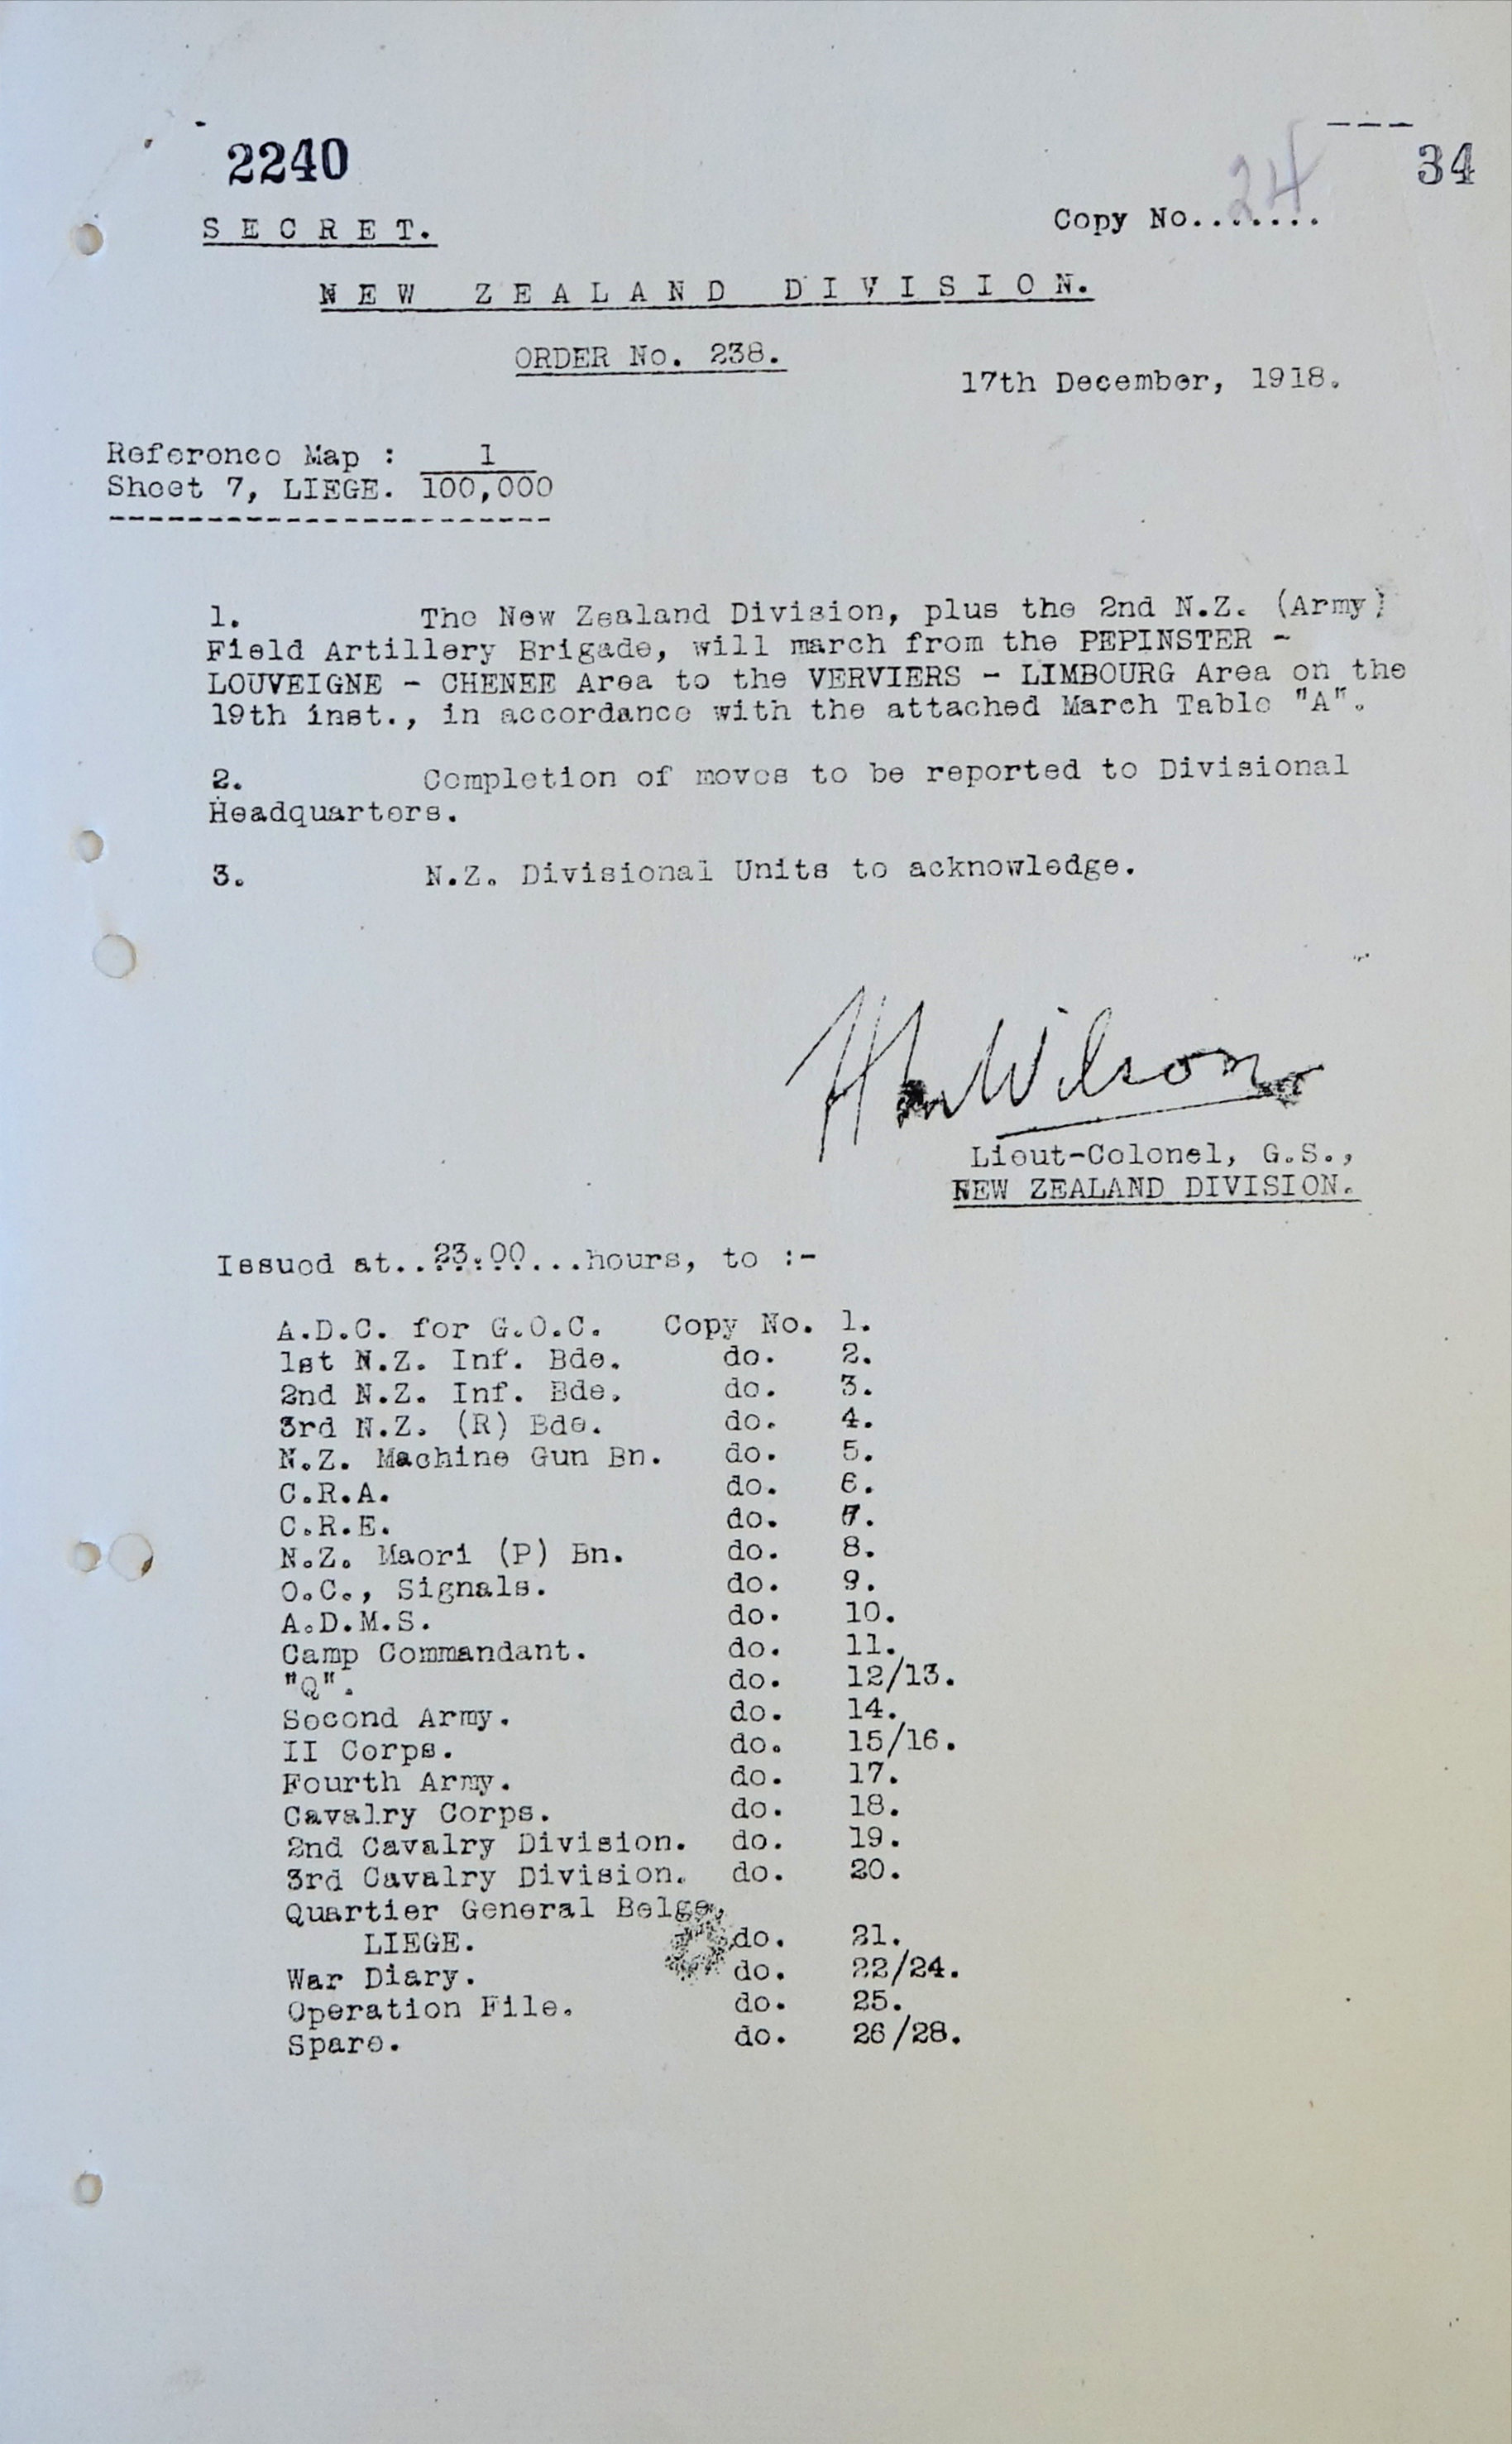 2240
34
24
SECRET.
Copy No.......
NEW ZEALAND DIVISION.
ORDER No. 238.
17th December, 1918.
Reference Map : 1
Sheet 7, LIEGE. 100,000
-----------------------
1. The New Zealand Division, plus the 2nd N.Z. (Army)
Field Artillery Brigade, will march from the PEPINSTER -
LOUVEIGNE - CHENEE Area to the VERVIERS - LIMBOURG Area on the
19th inst., in accordance with the attached March Table "A".
2. Completion of moves to be reported to Divisional
Headquarters.
3. N.Z. Divisional Units to acknowledge.
Wilson
Lieut-Colonel, G.S.,
NEW ZEALAND DIVISION.
Issued at..23.00...hours, to :-
A.D.C. for G.O.C. Copy No. 1.
1st N.Z. Inf. Bde. do. 2.
2nd N.Z. Inf. Bde. do. 3.
3rd N.Z. (R) Bde. do. 4.
N.Z. Machine Gun Bn. do. 5.
C.R.A. do. 6.
C.R.E. do. 7.
N.Z. Maori (P) Bn. do. 8.
O.C., Signals. do. 9.
A.D.M.S. do. 10.
Camp Commandant. do. 11.
"Q". do. 12/13.
Second Army. do. 14.
II Corps. do. 15/16.
Fourth Army. do. 17.
Cavalry Corps. do. 18.
2nd Cavalry Division. do. 19.
3rd Cavalry Division. do. 20.
Quartier General Belge,
LIEGE. do. 21.
War Diary. do. 22/24.
Operation File. do. 25.
Spare. do. 26/28.